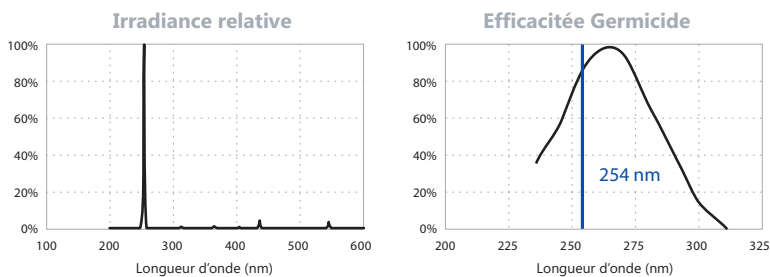 Irradiance relative
100%
80%
60%
40%
20%
0%
100 200 300 400 500 600
Longueur d'onde (nm)
Efficacitée Germicide
100%
80%
60%
40%
20%
0%
254 nm
200 225 250 275 300 325
Longueur d'onde (nm)